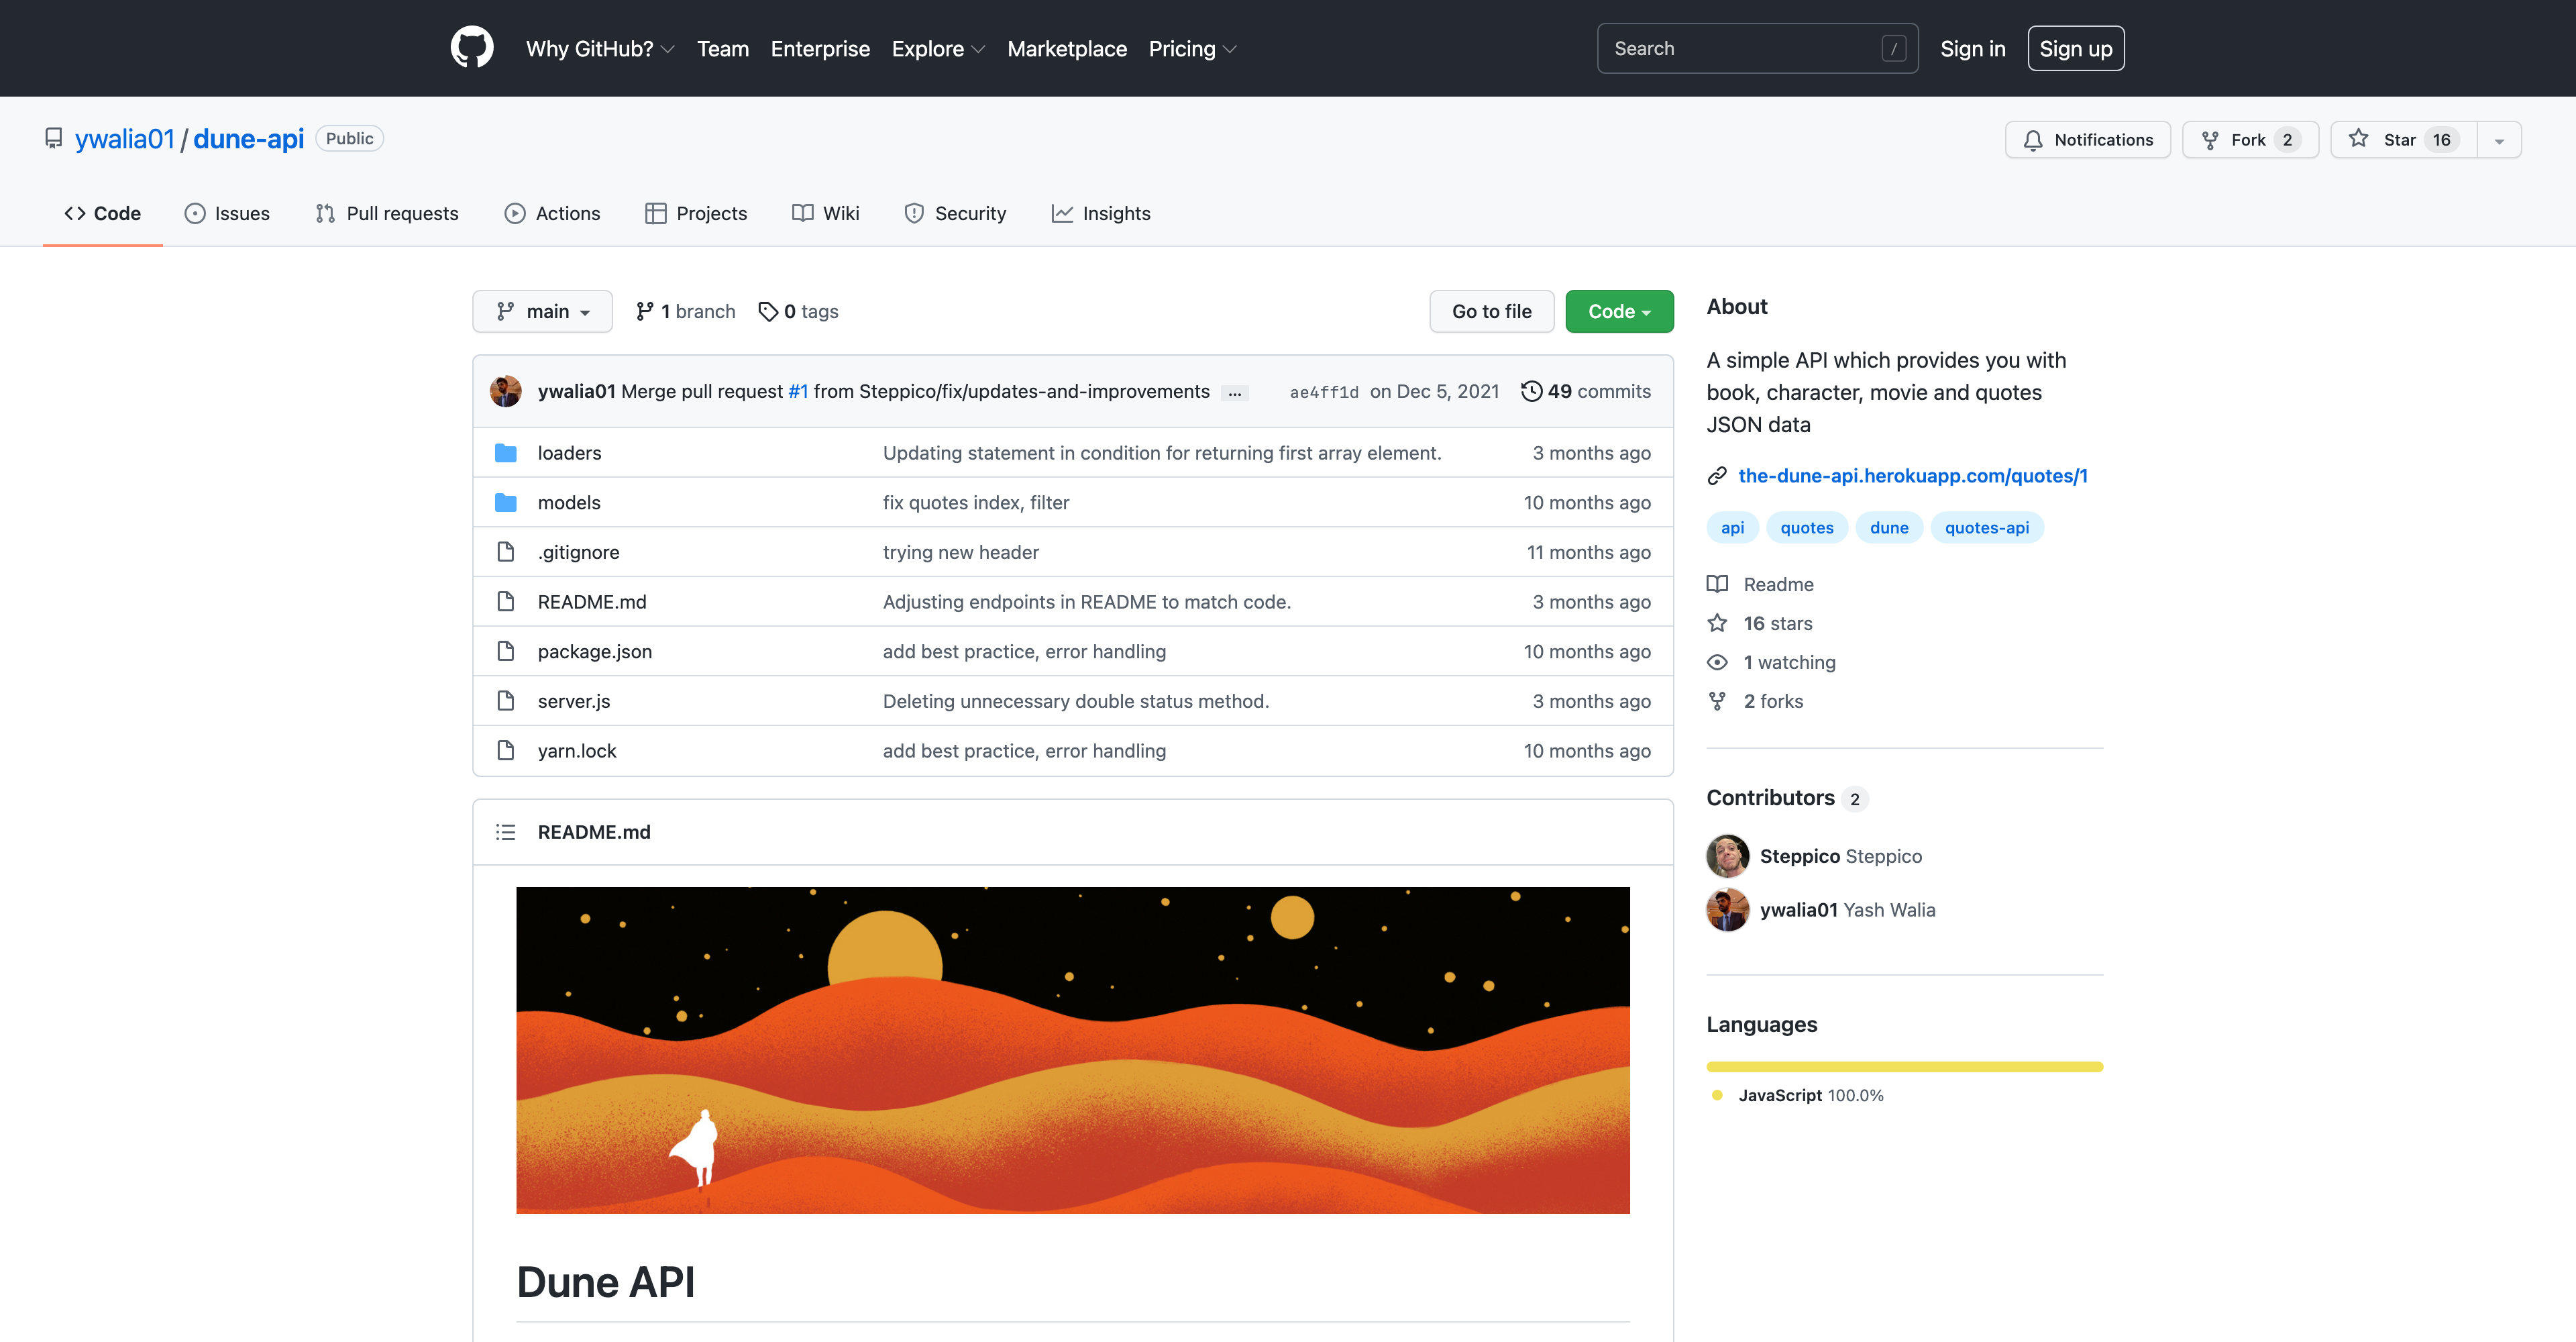 Why GitHub? Team Enterprise Explore Marketplace Pricing Search / Sign in Sign up
ywalia01 / dune-api Public Notifications Fork 2 Star 16
Code Issues Pull requests Actions Projects Wiki Security Insights
main 1 branch 0 tags Go to file Code
ywalia01 Merge pull request #1 from Steppico/fix/updates-and-improvements ... ae4ff1d on Dec 5, 2021 49 commits
loaders Updating statement in condition for returning first array element. 3 months ago
models fix quotes index, filter 10 months ago
.gitignore trying new header 11 months ago
README.md Adjusting endpoints in README to match code. 3 months ago
package.json add best practice, error handling 10 months ago
server.js Deleting unnecessary double status method. 3 months ago
yarn.lock add best practice, error handling 10 months ago
README.md
Dune API
About
A simple API which provides you with
book, character, movie and quotes
JSON data
the-dune-api.herokuapp.com/quotes/1
api quotes dune quotes-api
Readme
16 stars
1 watching
2 forks
Contributors 2
Steppico Steppico
ywalia01 Yash Walia
Languages
JavaScript 100.0%